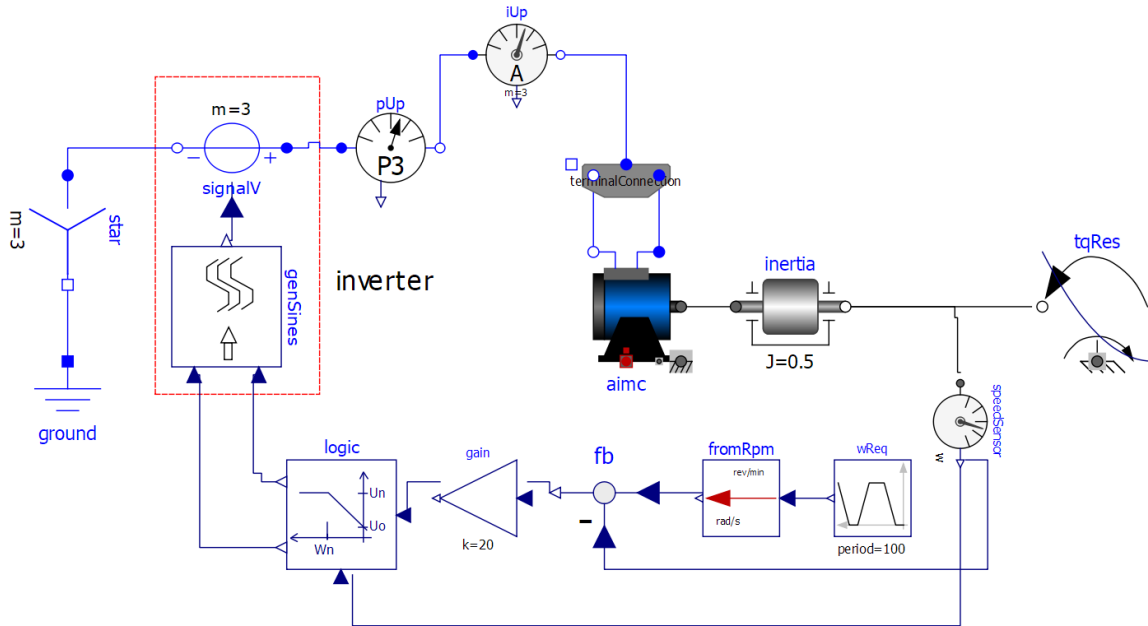 iUp
A
m=3
m=3
pUp
P3
−
+
signalV
terminalConnection
star
m=3
inverter
genSines
inertia
tqRes
J=0.5
aimc
ground
speedSensor
w
logic
gain
fb
fromRpm
wReq
Un
Uo
Wn
rev/min
rad/s
−
k=20
period=100